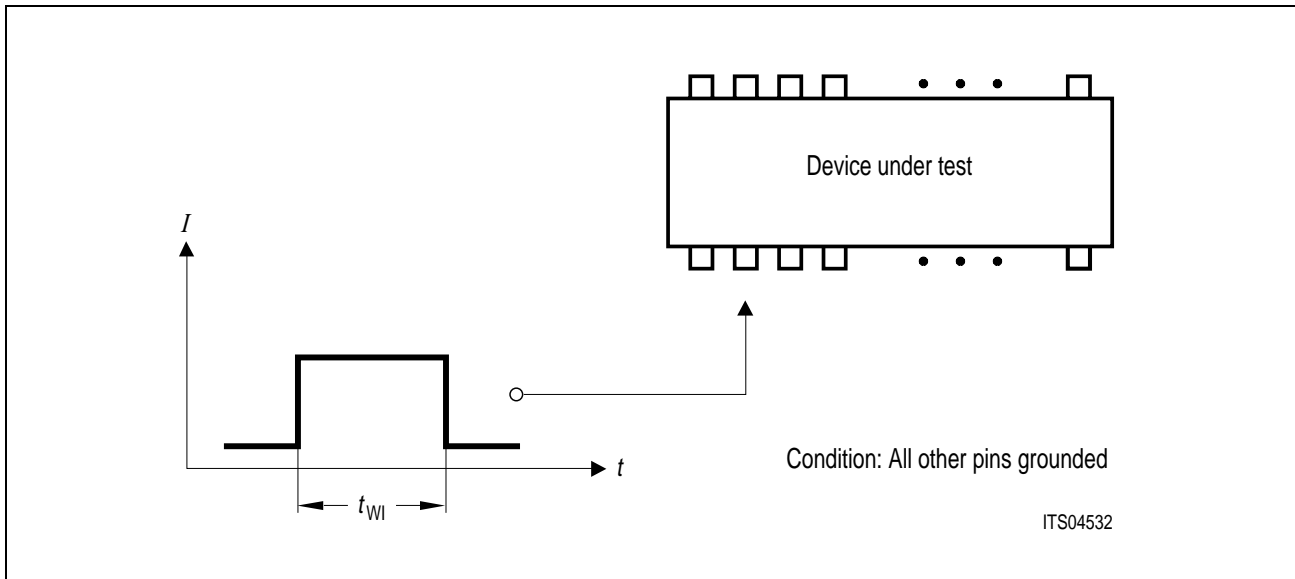 Device under test
I
t
Condition: All other pins grounded
tWI
ITS04532